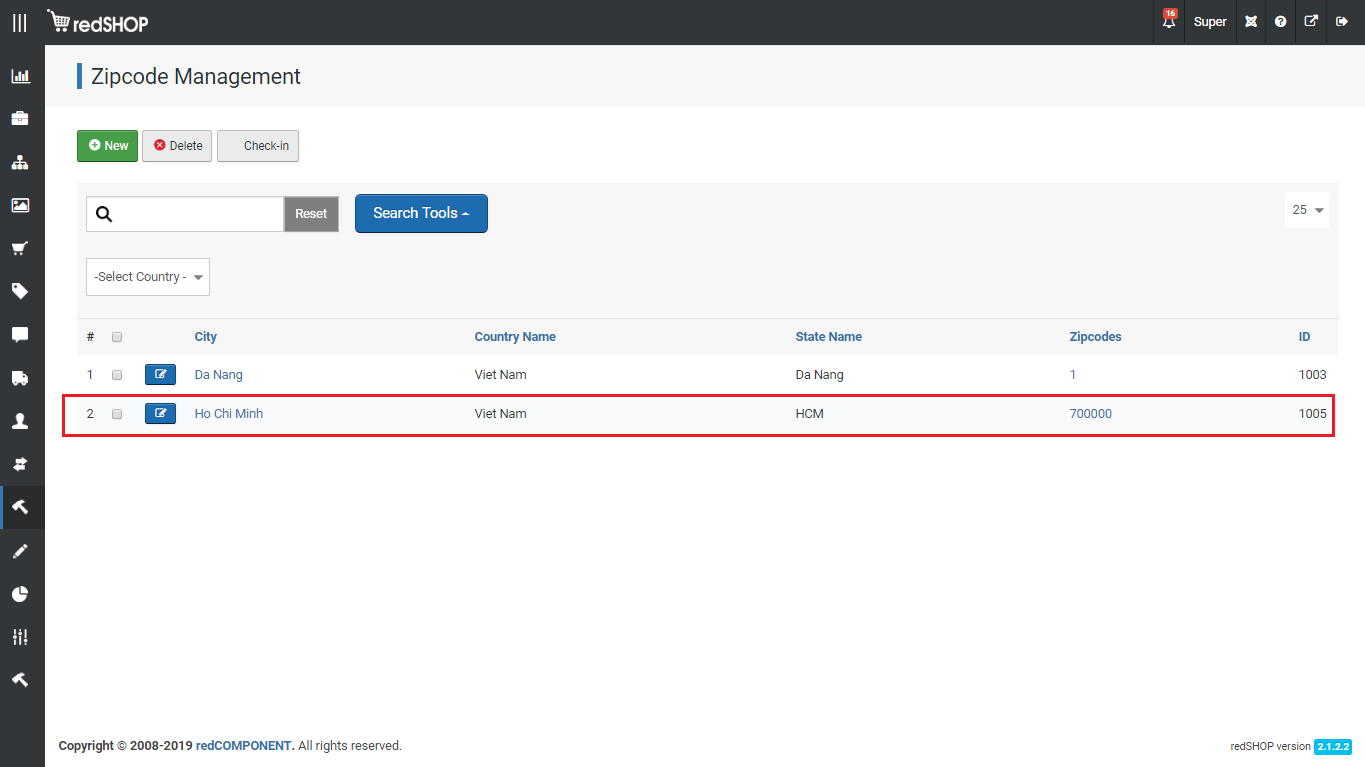 redSHOP
16
Super
Zipcode Management
New
Delete
Check-in
Reset
Search Tools
25
-Select Country -
# City Country Name State Name Zipcodes ID
1 Da Nang Viet Nam Da Nang 1 1003
2 Ho Chi Minh Viet Nam HCM 700000 1005
Copyright © 2008-2019 redCOMPONENT. All rights reserved.
redSHOP version 2.1.2.2